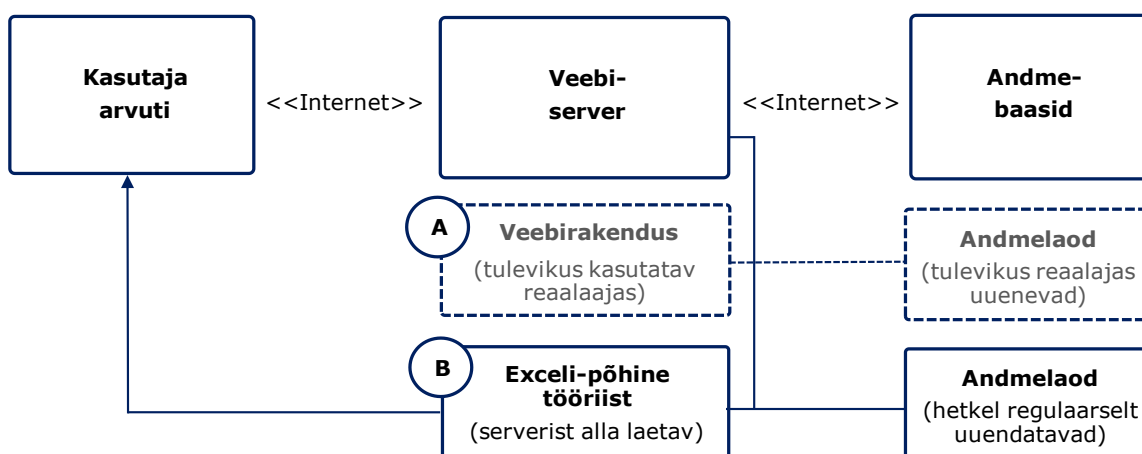 Kasutaja
arvuti
<<Internet>>
Veebi-
server
<<Internet>>
Andme-
baasid
A
Veebirakendus
(tulevikus kasutatav
reaalaajas)
Andmelaod
(tulevikus reaalajas
uuenevad)
B
Exceli-põhine
tööriist
(serverist alla laetav)
Andmelaod
(hetkel regulaarselt
uuendatavad)